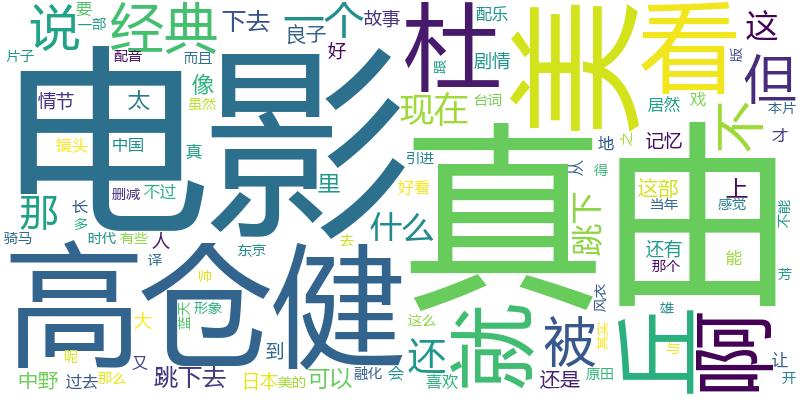 电影
真由
高仓健
美
看
杜
丘
就
啊
经典
说
一个
但
不
那
现在
什么
还
被
跳下
跳下去
可以
这
下去
良子
故事
配乐
剧情
好
像
太
情节
片子
要
一部
配音
而且
虽然
镜头
中国
真
里
台词
戏
居然
本片
才
记忆
地
之
从
得
引进
好看
这部
上
当年
感觉
不能
还有
那个
能
芳
风衣
雄
与
其实
让
开
原田
还是
喜欢
会
融化
这么
到
去
帅
形象
蓝天
东京
译
人
有些
时代
骑马
长
多
删减
不过
大
又
呢
那么
过去
中野
日本
美的